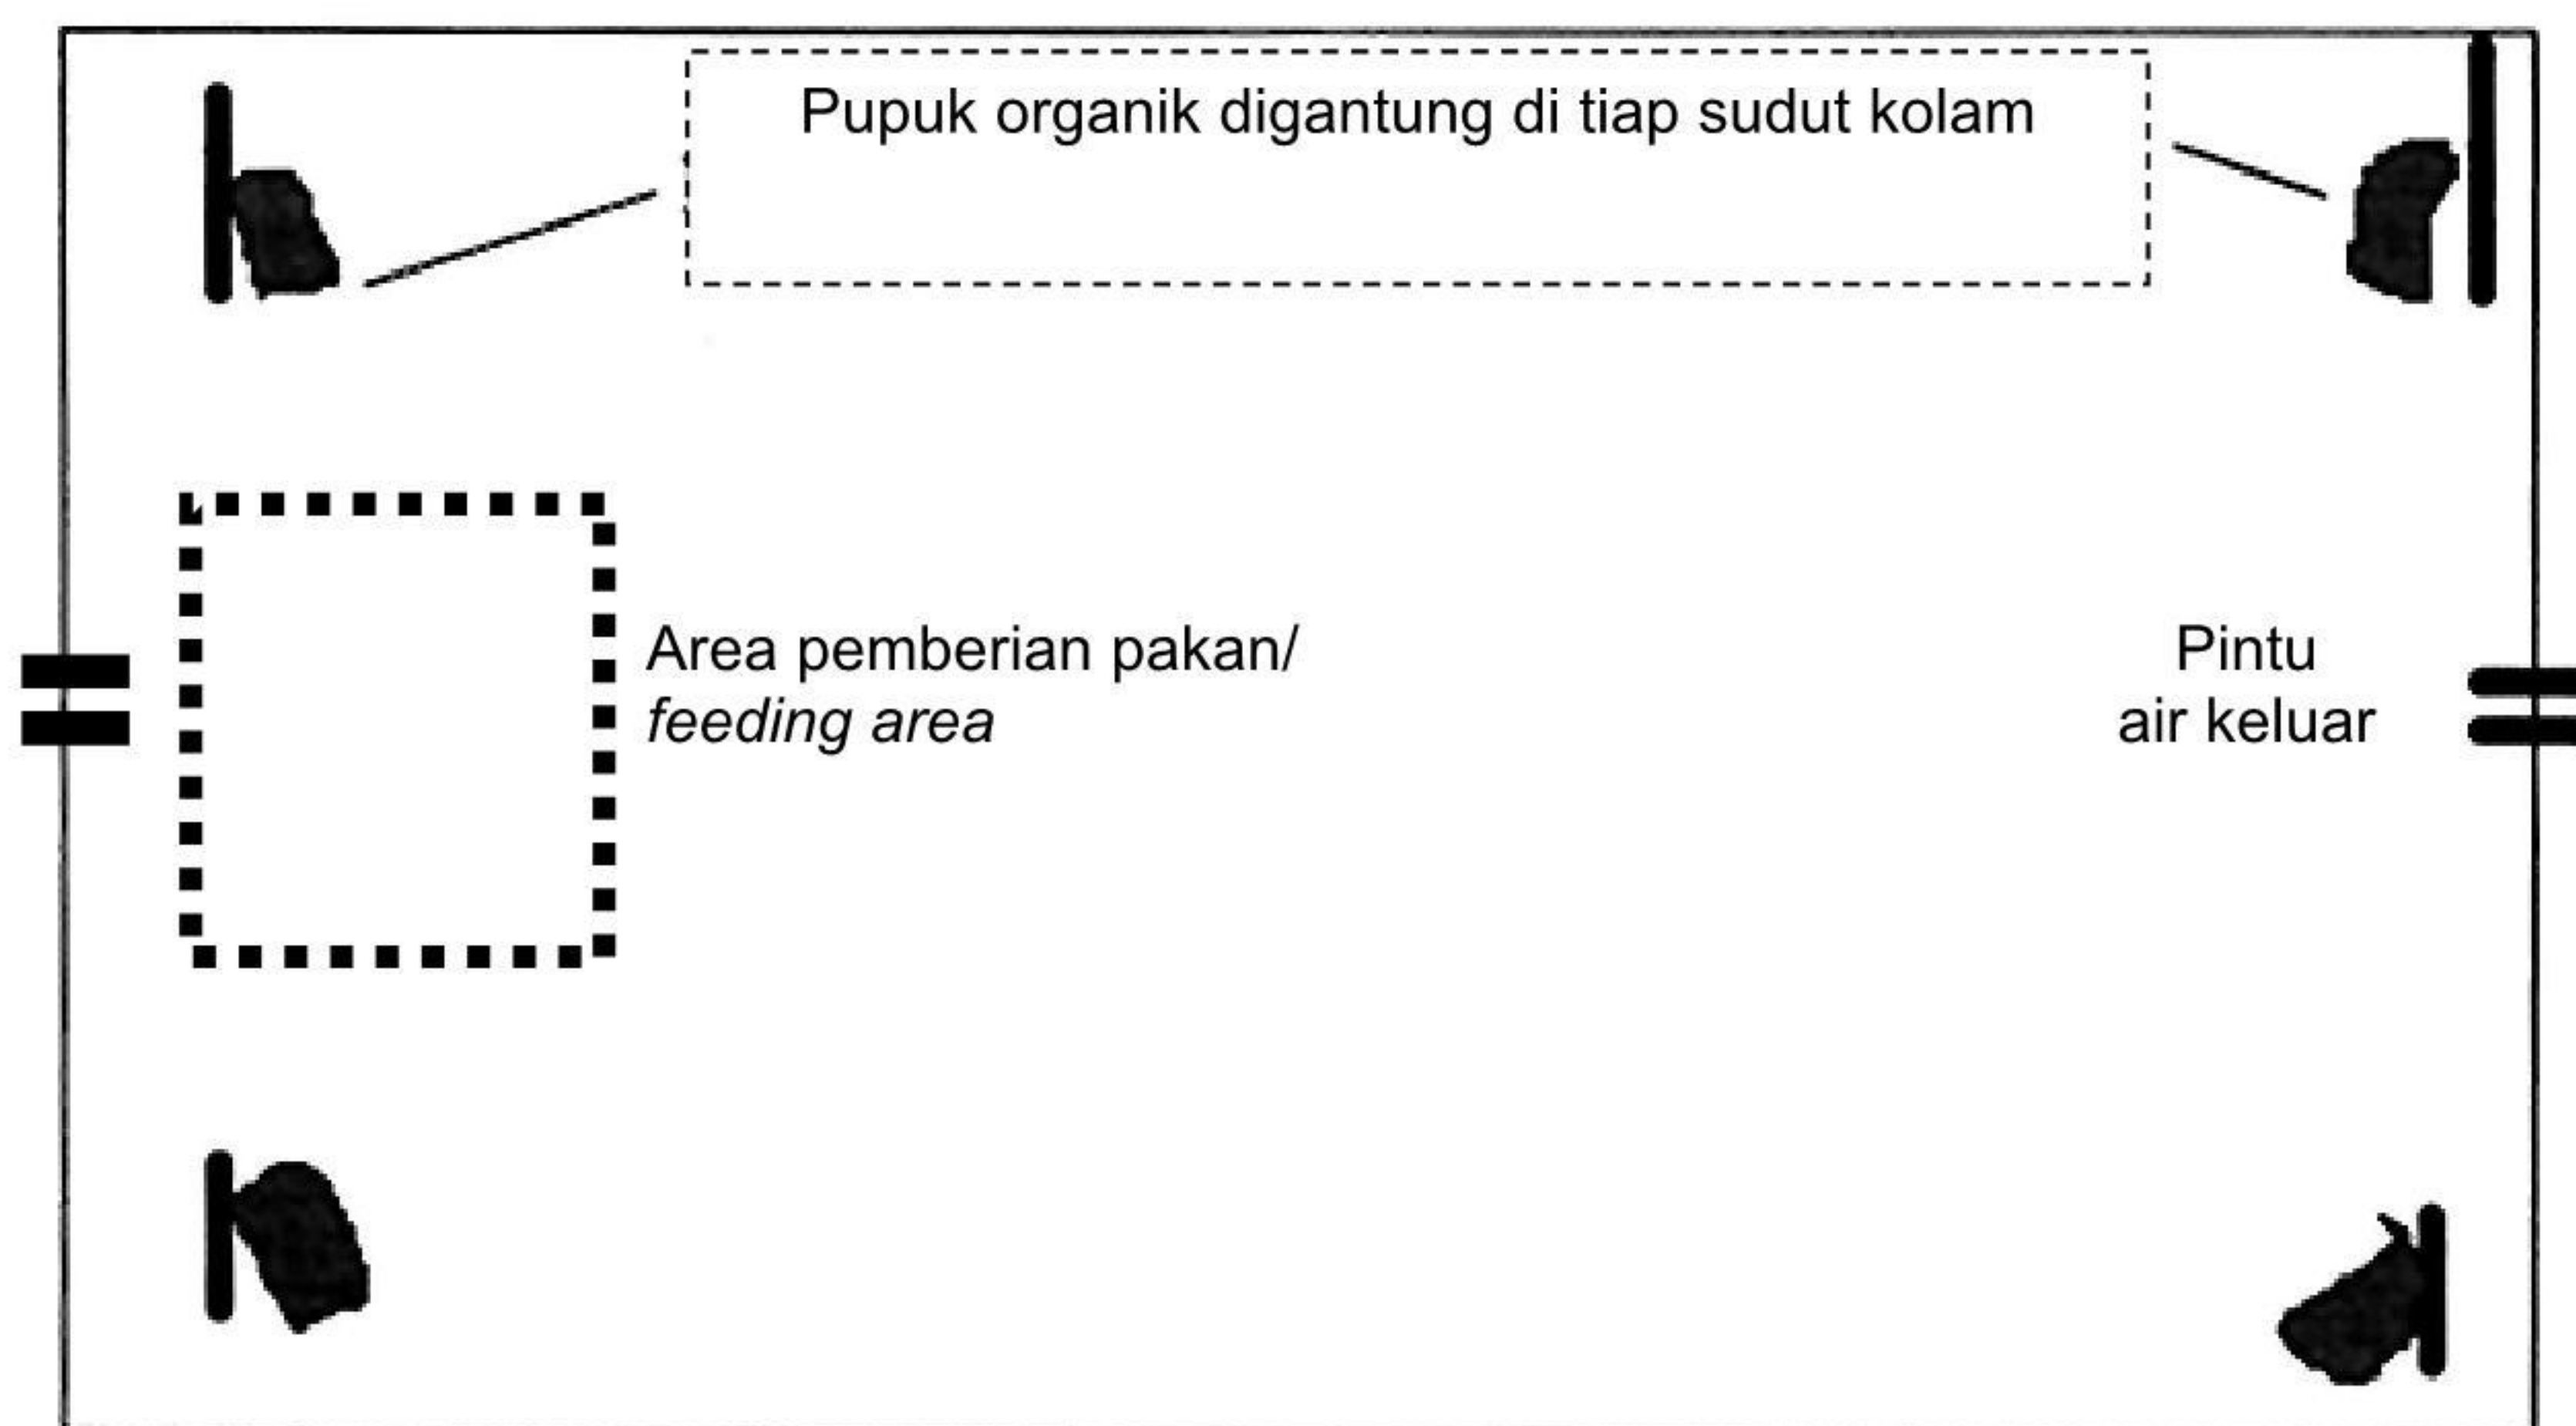 Pupuk organik digantung di tiap sudut kolam
Area pemberian pakan/
feeding area
Pintu
air keluar